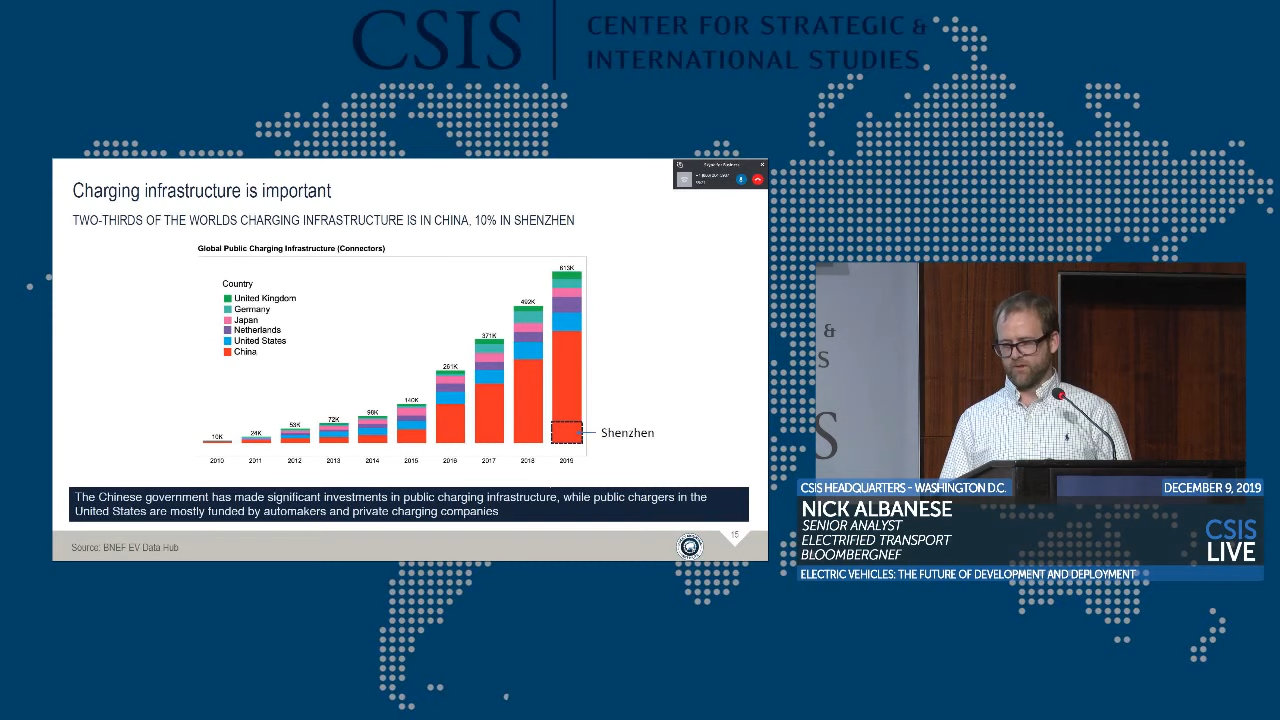 CSIS
CENTER FOR STRATEGIC &
INTERNATIONAL STUDIES
Charging infrastructure is important
TWO-THIRDS OF THE WORLDS CHARGING INFRASTRUCTURE IS IN CHINA, 10% IN SHENZHEN
Skype for Business
Global Public Charging Infrastructure (Connectors)
Country
United Kingdom
Germany
Japan
Netherlands
United States
China
10K
24K
53K
72K
98K
140K
261K
371K
492K
613K
Shenzhen
2010 2011 2012 2013 2014 2015 2016 2017 2018 2019
The Chinese government has made significant investments in public charging infrastructure, while public chargers in the
United States are mostly funded by automakers and private charging companies
15
Source: BNEF EV Data Hub
&
S
S
CSIS HEADQUARTERS - WASHINGTON D.C.
DECEMBER 9, 2019
NICK ALBANESE
SENIOR ANALYST
ELECTRIFIED TRANSPORT
BLOOMBERGNEF
CSIS
LIVE
ELECTRIC VEHICLES: THE FUTURE OF DEVELOPMENT AND DEPLOYMENT